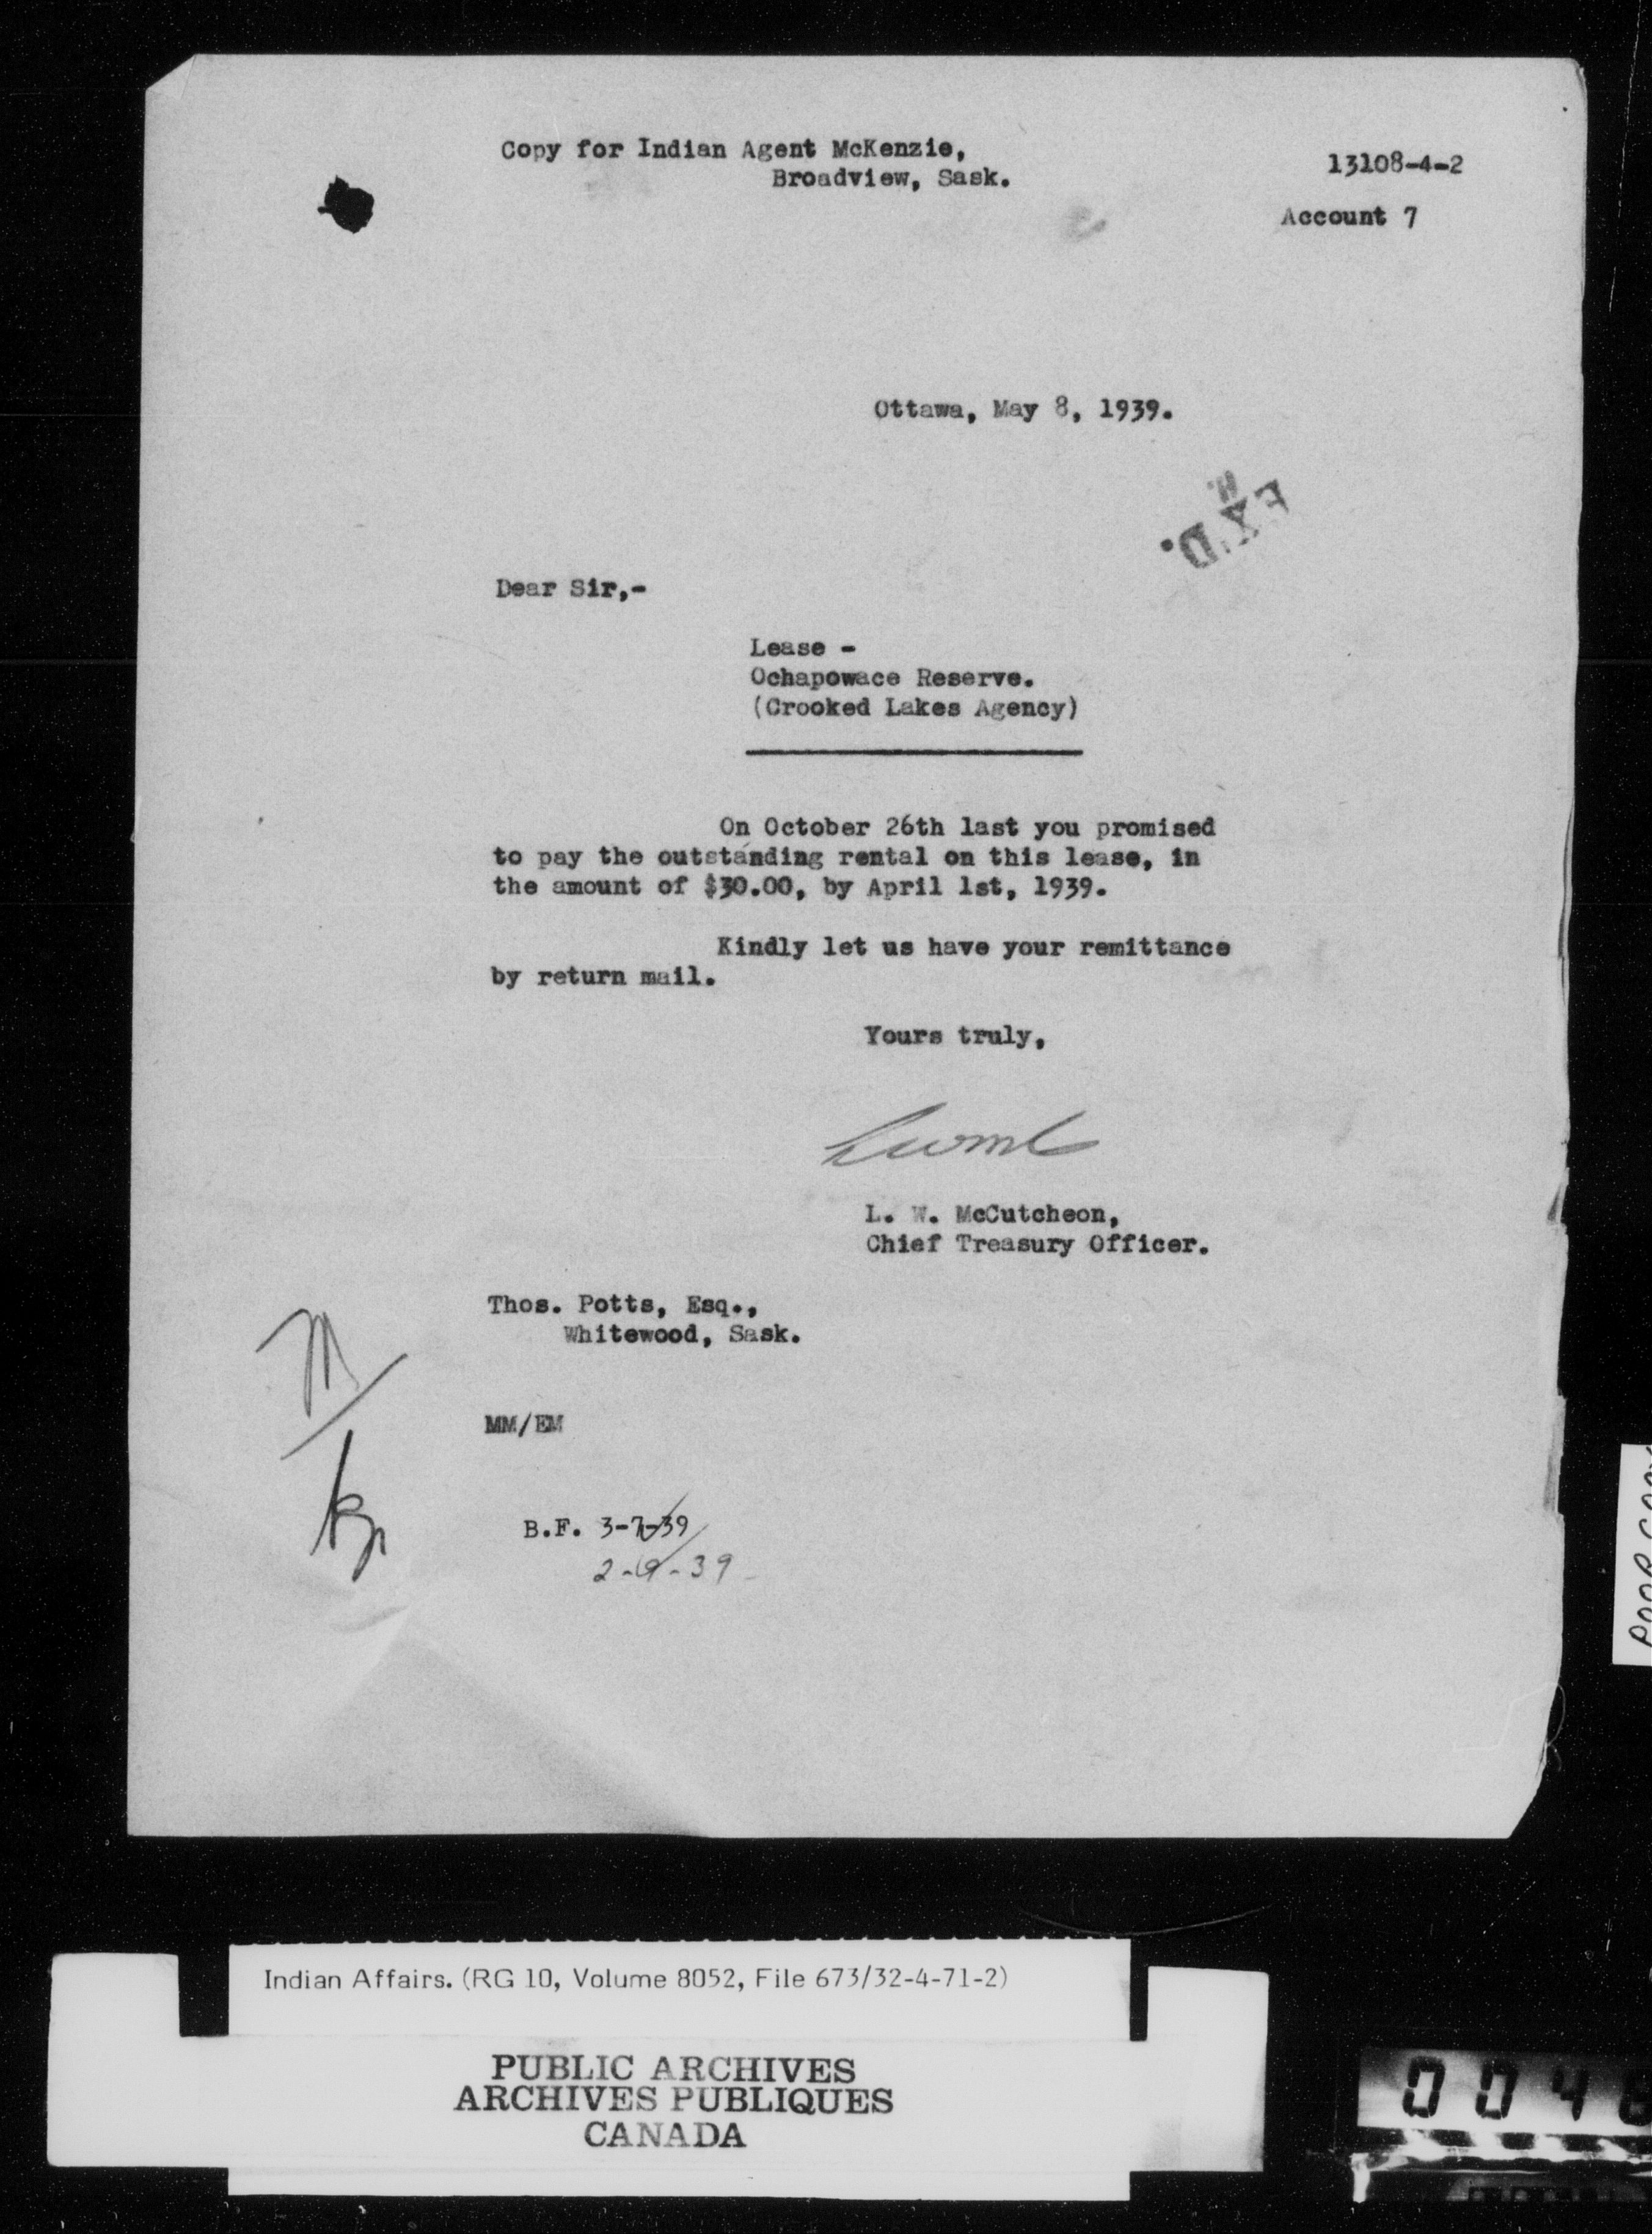 Copy for Indian Agent McKenzie,
Broadview, Sask.
13108-4-2
Account 7
Ottawa, May 8, 1939.
EX'D.
H.
Dear Sir,-
Lease -
Ochapowace Reserve.
(Crooked Lakes Agency)
On October 26th last you promised
to pay the outstanding rental on this lease, in
the amount of $30.00, by April 1st, 1939.
Kindly let us have your remittance
by return mail.
Yours truly,
L. W. McCutcheon,
Chief Treasury Officer.
Thos. Potts, Esq.,
Whitewood, Sask.
MM/EM
B.F. 3-7-39
2-9-39
POOR COPY
Indian Affairs. (RG 10, Volume 8052, File 673/32-4-71-2)
PUBLIC ARCHIVES
ARCHIVES PUBLIQUES
CANADA
004